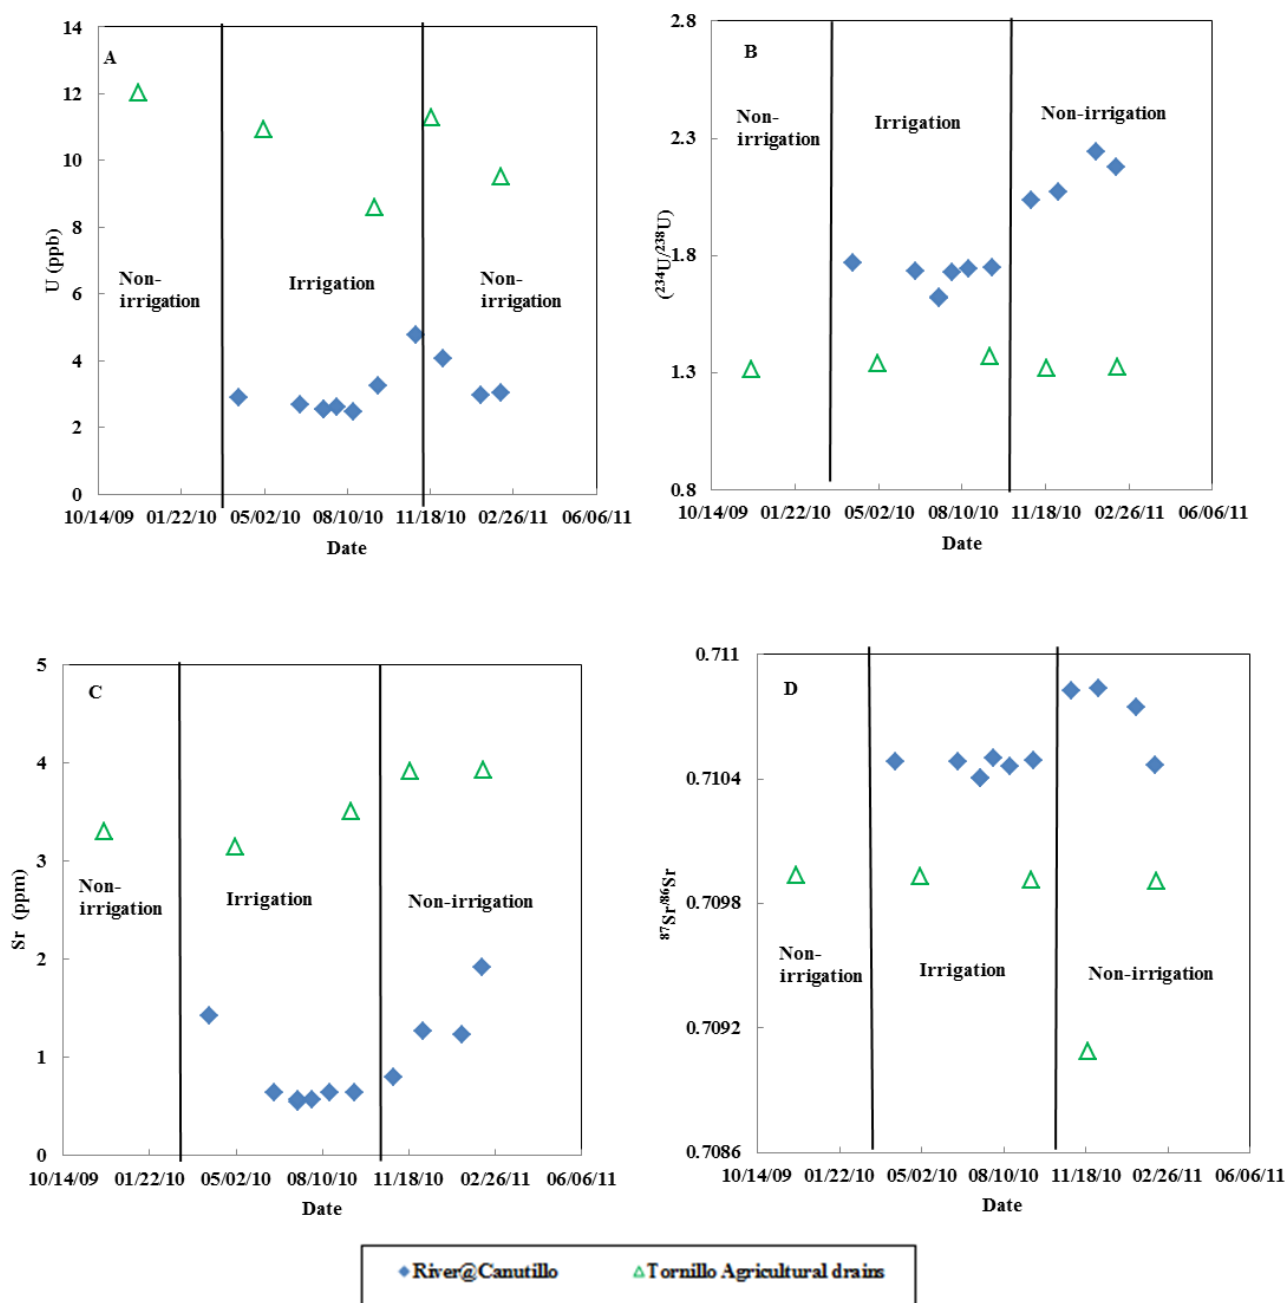 A
14
12
10
8
6
4
2
0
U (ppb)
Non-
irrigation
Irrigation
Non-
irrigation
10/14/09 01/22/10 05/02/10 08/10/10 11/18/10 02/26/11 06/06/11
Date
B
2.8
2.3
1.8
1.3
0.8
(²³⁴U/²³⁸U)
Non-
irrigation
Irrigation
Non-irrigation
10/14/09 01/22/10 05/02/10 08/10/10 11/18/10 02/26/11 06/06/11
Date
C
5
4
3
2
1
0
Sr (ppm)
Non-
irrigation
Irrigation
Non-irrigation
10/14/09 01/22/10 05/02/10 08/10/10 11/18/10 02/26/11 06/06/11
Date
D
0.711
0.7104
0.7098
0.7092
0.7086
⁸⁷Sr/⁸⁶Sr
Non-
irrigation
Irrigation
Non-irrigation
10/14/09 01/22/10 05/02/10 08/10/10 11/18/10 02/26/11 06/06/11
Date
River@Canutillo Tornillo Agricultural drains